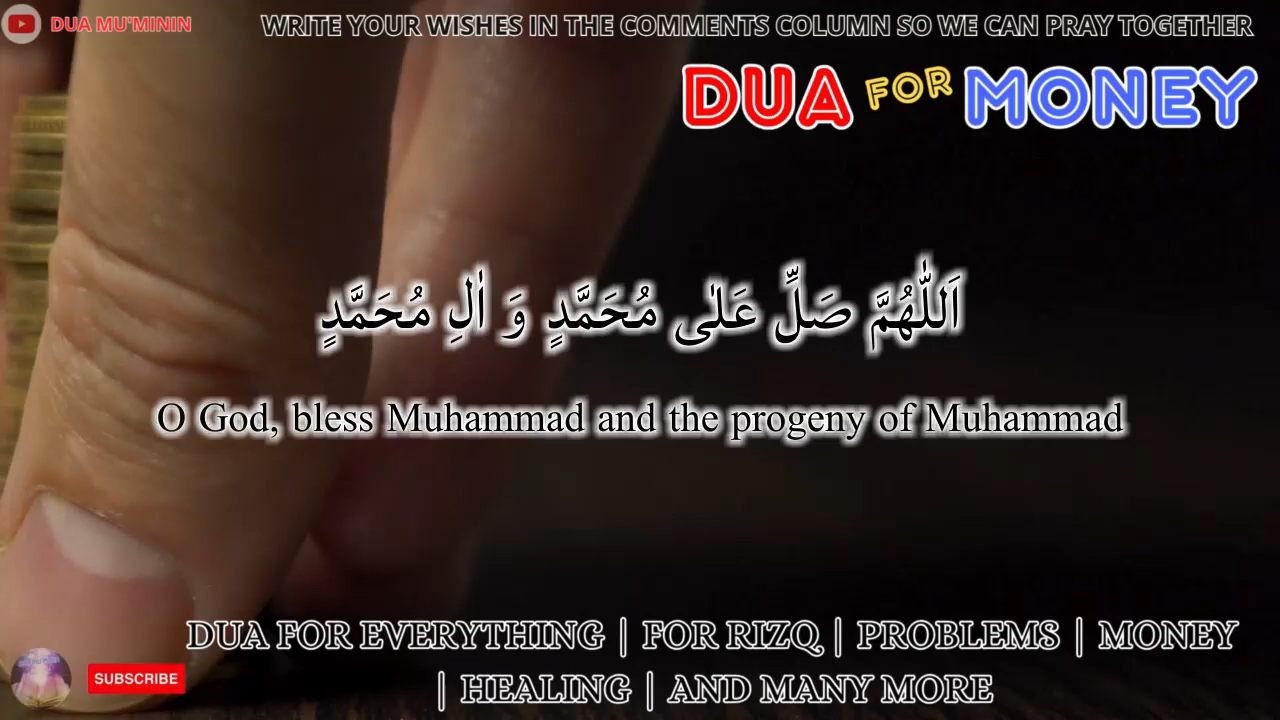 DUA MU'MININ
WRITE YOUR WISHES IN THE COMMENTS COLUMN SO WE CAN PRAY TOGETHER
DUA FOR MONEY
اَللّٰهُمَّ صَلِّ عَلٰى مُحَمَّدٍ وَ اٰلِ مُحَمَّدٍ
O God, bless Muhammad and the progeny of Muhammad
DUA FOR EVERYTHING | FOR RIZQ | PROBLEMS | MONEY
| HEALING | AND MANY MORE
SUBSCRIBE